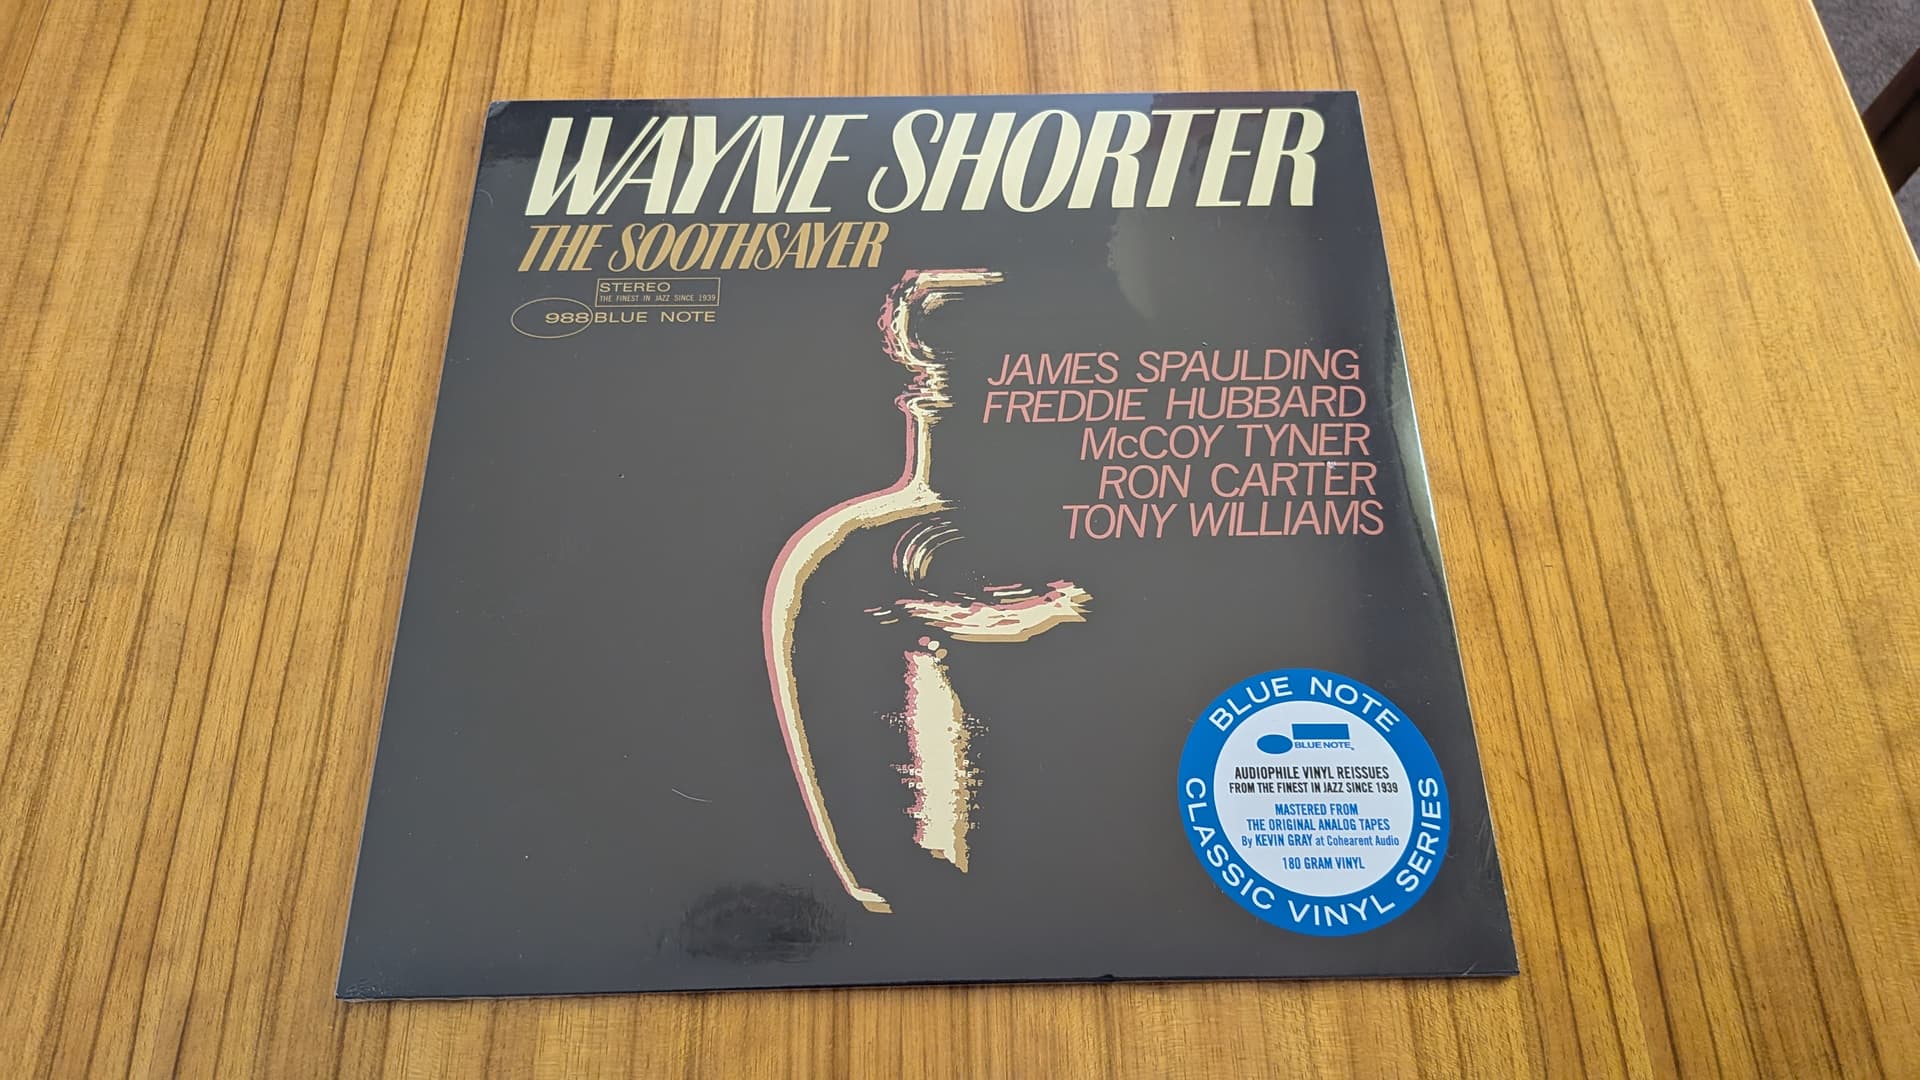 WAYNE SHORTER
THE SOOTHSAYER
STEREO
THE FINEST IN JAZZ SINCE 1939
988 BLUE NOTE
JAMES SPAULDING
FREDDIE HUBBARD
McCOY TYNER
RON CARTER
TONY WILLIAMS
BLUE NOTE
BLUE NOTE
AUDIOPHILE VINYL REISSUES
FROM THE FINEST IN JAZZ SINCE 1939
MASTERED FROM
THE ORIGINAL ANALOG TAPES
By KEVIN GRAY at Cohearent Audio
180 GRAM VINYL
CLASSIC VINYL SERIES